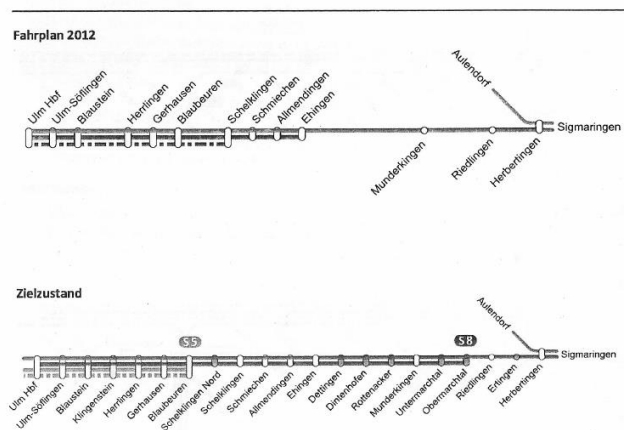 Fahrplan 2012
Ulm Hbf
Ulm-Söflingen
Blaustein
Herrlingen
Gerhausen
Blaubeuren
Schelklingen
Schmiechen
Allmendingen
Ehingen
Munderkingen
Riedlingen
Herbertingen
Aulendorf
Sigmaringen
Zielzustand
S5
S8
Ulm Hbf
Ulm-Söflingen
Blaustein
Klingenstein
Herrlingen
Gerhausen
Blaubeuren
Schelklingen Nord
Schelklingen
Schmiechen
Allmendingen
Ehingen
Dettingen
Dintenhofen
Rottenacker
Munderkingen
Untermarchtal
Obermarchtal
Riedlingen
Ertingen
Herbertingen
Aulendorf
Sigmaringen